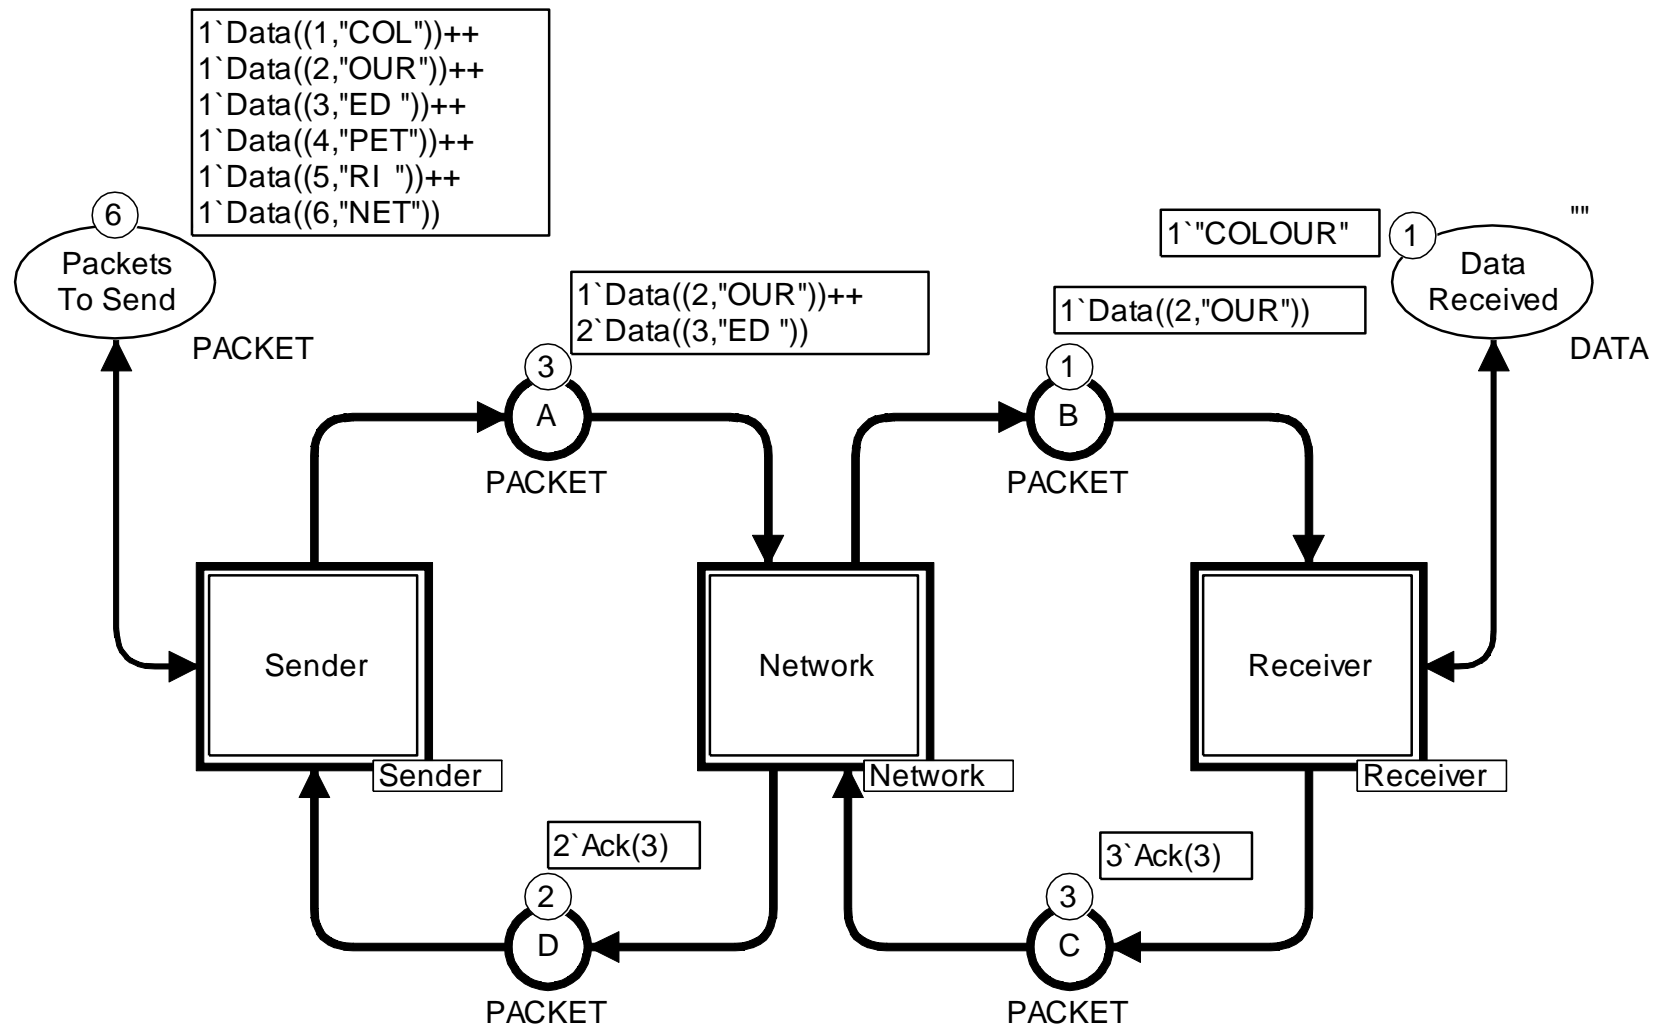 1`Data((1,"COL"))++
1`Data((2,"OUR"))++
1`Data((3,"ED "))++
1`Data((4,"PET"))++
1`Data((5,"RI  "))++
1`Data((6,"NET"))
6
Packets
To Send
PACKET
1`Data((2,"OUR"))++
2`Data((3,"ED "))
3
A
PACKET
1`Data((2,"OUR"))
1
B
PACKET
1`"COLOUR"
1
""
Data
Received
DATA
Sender
Sender
Network
Network
Receiver
Receiver
2`Ack(3)
2
D
PACKET
3`Ack(3)
3
C
PACKET